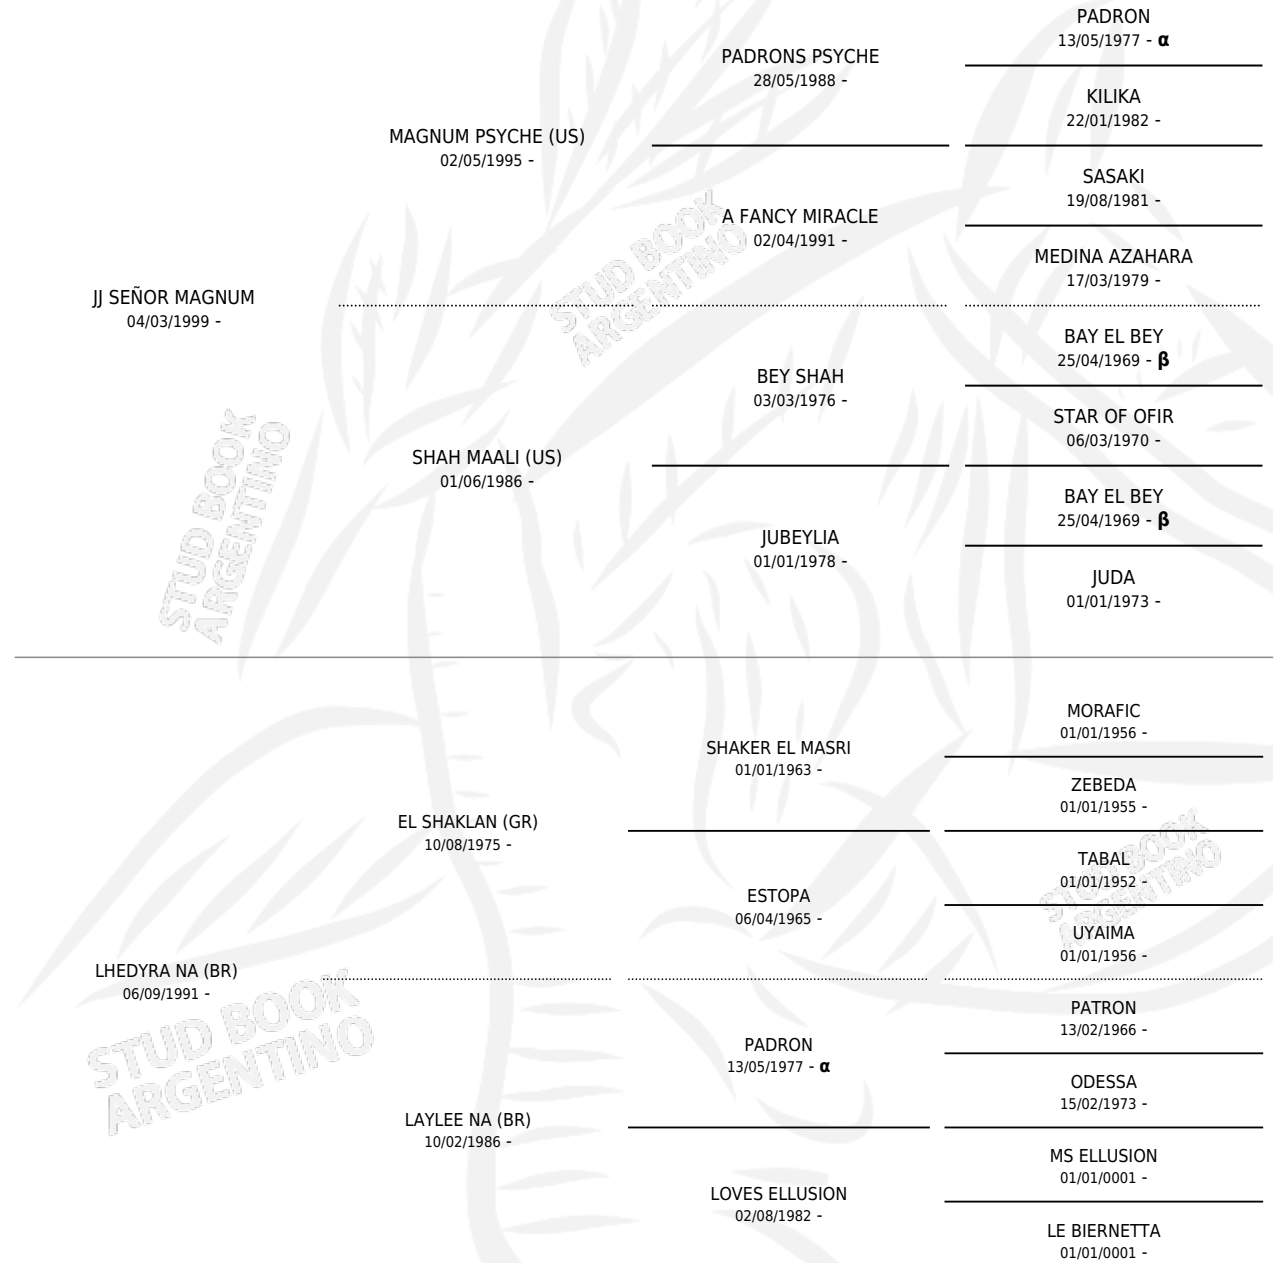 PADRON
13/05/1977 - α
PADRONS PSYCHE
28/05/1988 -
KILIKA
22/01/1982 -
MAGNUM PSYCHE (US)
02/05/1995 -
SASAKI
19/08/1981 -
A FANCY MIRACLE
02/04/1991 -
MEDINA AZAHARA
17/03/1979 -
JJ SEÑOR MAGNUM
04/03/1999 -
BAY EL BEY
25/04/1969 - β
BEY SHAH
03/03/1976 -
STAR OF OFIR
06/03/1970 -
SHAH MAALI (US)
01/06/1986 -
BAY EL BEY
25/04/1969 - β
JUBEYLIA
01/01/1978 -
JUDA
01/01/1973 -
MORAFIC
01/01/1956 -
SHAKER EL MASRI
01/01/1963 -
ZEBEDA
01/01/1955 -
EL SHAKLAN (GR)
10/08/1975 -
TABAL
01/01/1952 -
ESTOPA
06/04/1965 -
UYAIMA
01/01/1956 -
LHEDYRA NA (BR)
06/09/1991 -
PATRON
13/02/1966 -
PADRON
13/05/1977 - α
ODESSA
15/02/1973 -
LAYLEE NA (BR)
10/02/1986 -
MS ELLUSION
01/01/0001 -
LOVES ELLUSION
02/08/1982 -
LE BIERNETTA
01/01/0001 -
STUD BOOK
ARGENTINO
STUD BOOK
ARGENTINO
STUD BOOK
ARGENTINO
STUD BOOK
ARGENTINO